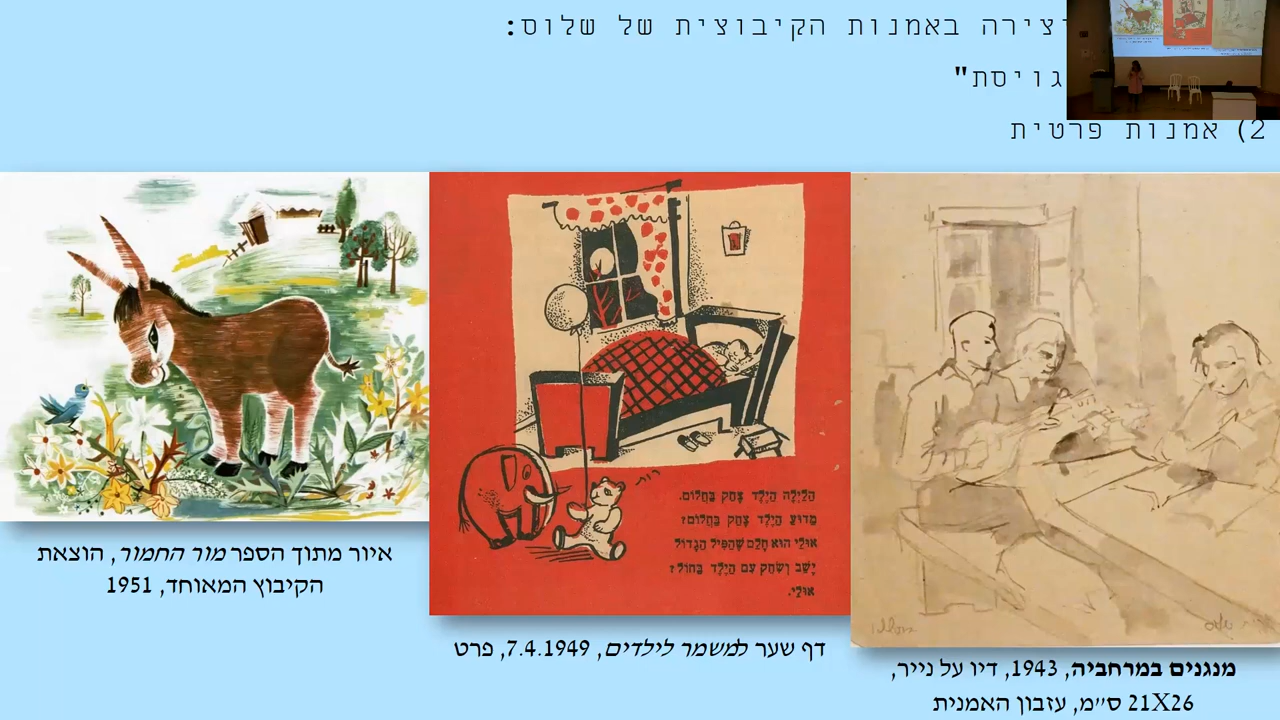 יצירה באמנות הקיבוצית של שלוס:
גויסת"
2) אמנות פרטית
רות
הַלַּיְלָה הַיֶּלֶד צָחַק בַּחֲלוֹם.
מַדּוּעַ הַיֶּלֶד צָחַק בַּחֲלוֹם?
אוּלַי הוּא חָלַם שֶׁהַפִּיל הַגָּדוֹל
יָשַׁב וְשִׂחֵק עִם הַיֶּלֶד בַּחוֹל?
אוּלַי.
איור מתוך הספר מור החמור, הוצאת
הקיבוץ המאוחד, 1951
דף שער למשמר לילדים, 7.4.1949, פרט
מנגנים במרחביה, 1943, דיו על נייר,
21X26 ס״מ, עזבון האמנית